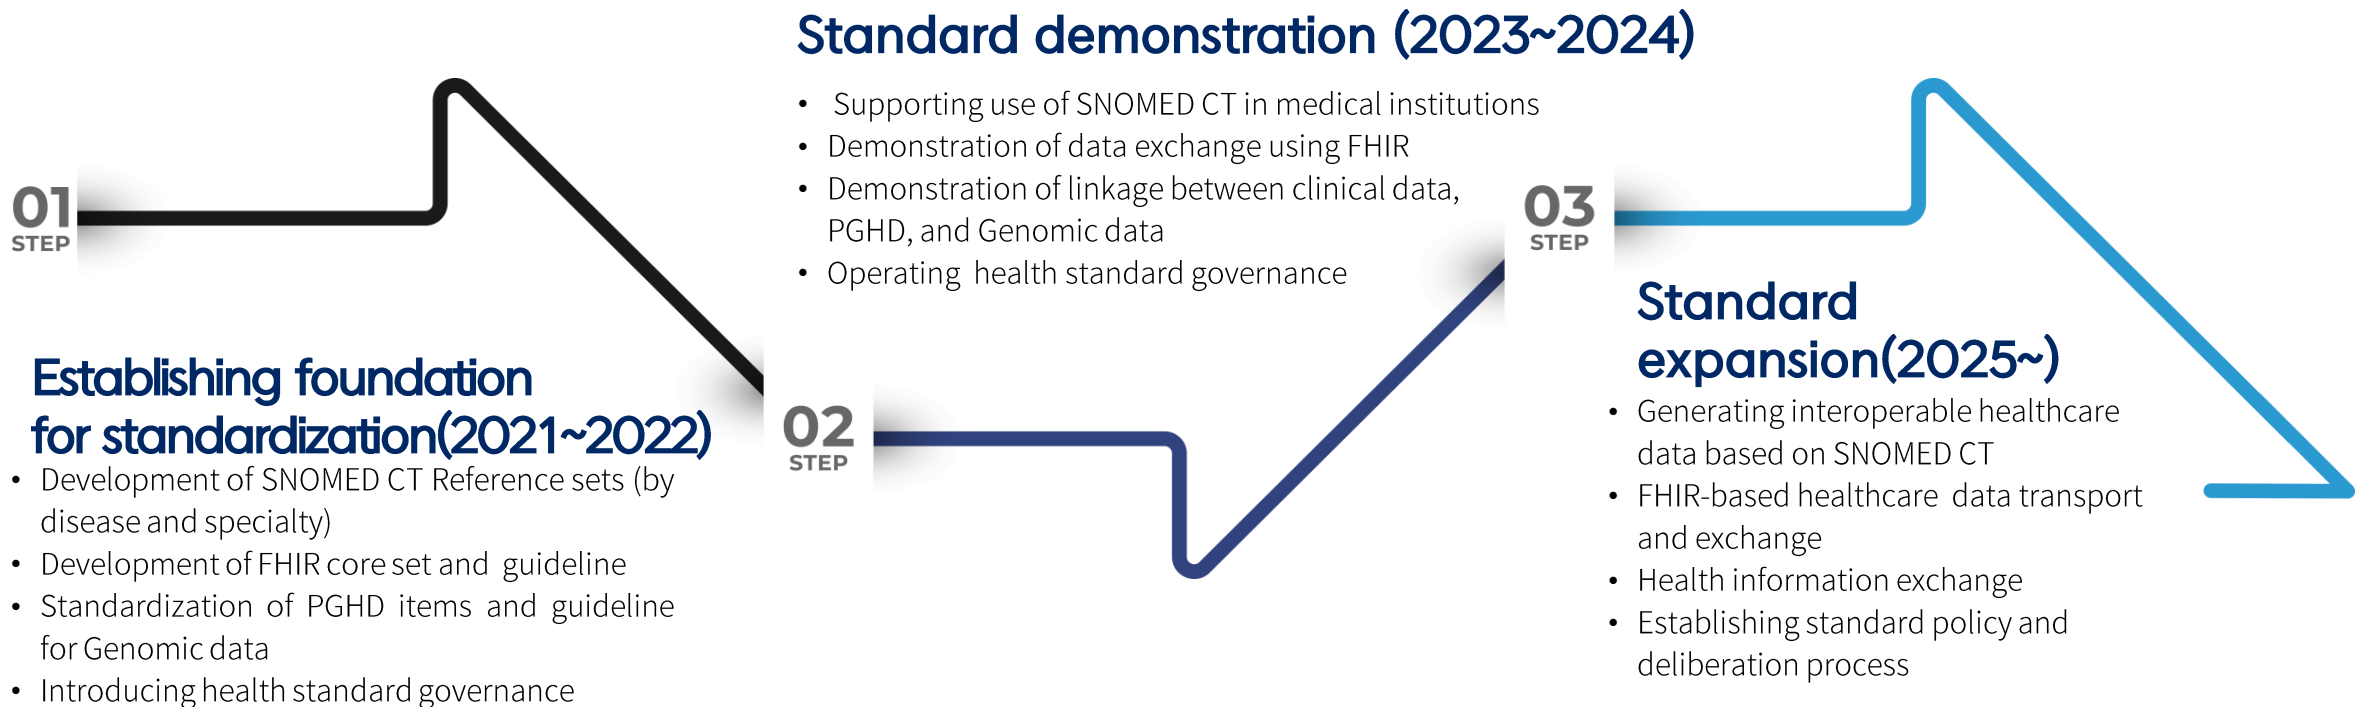 01
STEP
Establishing foundation
for standardization(2021~2022)
• Development of SNOMED CT Reference sets (by
disease and specialty)
• Development of FHIR core set and guideline
• Standardization of PGHD items and guideline
for Genomic data
• Introducing health standard governance
02
STEP
Standard demonstration (2023~2024)
• Supporting use of SNOMED CT in medical institutions
• Demonstration of data exchange using FHIR
• Demonstration of linkage between clinical data,
PGHD, and Genomic data
• Operating health standard governance
03
STEP
Standard
expansion(2025~)
• Generating interoperable healthcare
data based on SNOMED CT
• FHIR-based healthcare data transport
and exchange
• Health information exchange
• Establishing standard policy and
deliberation process